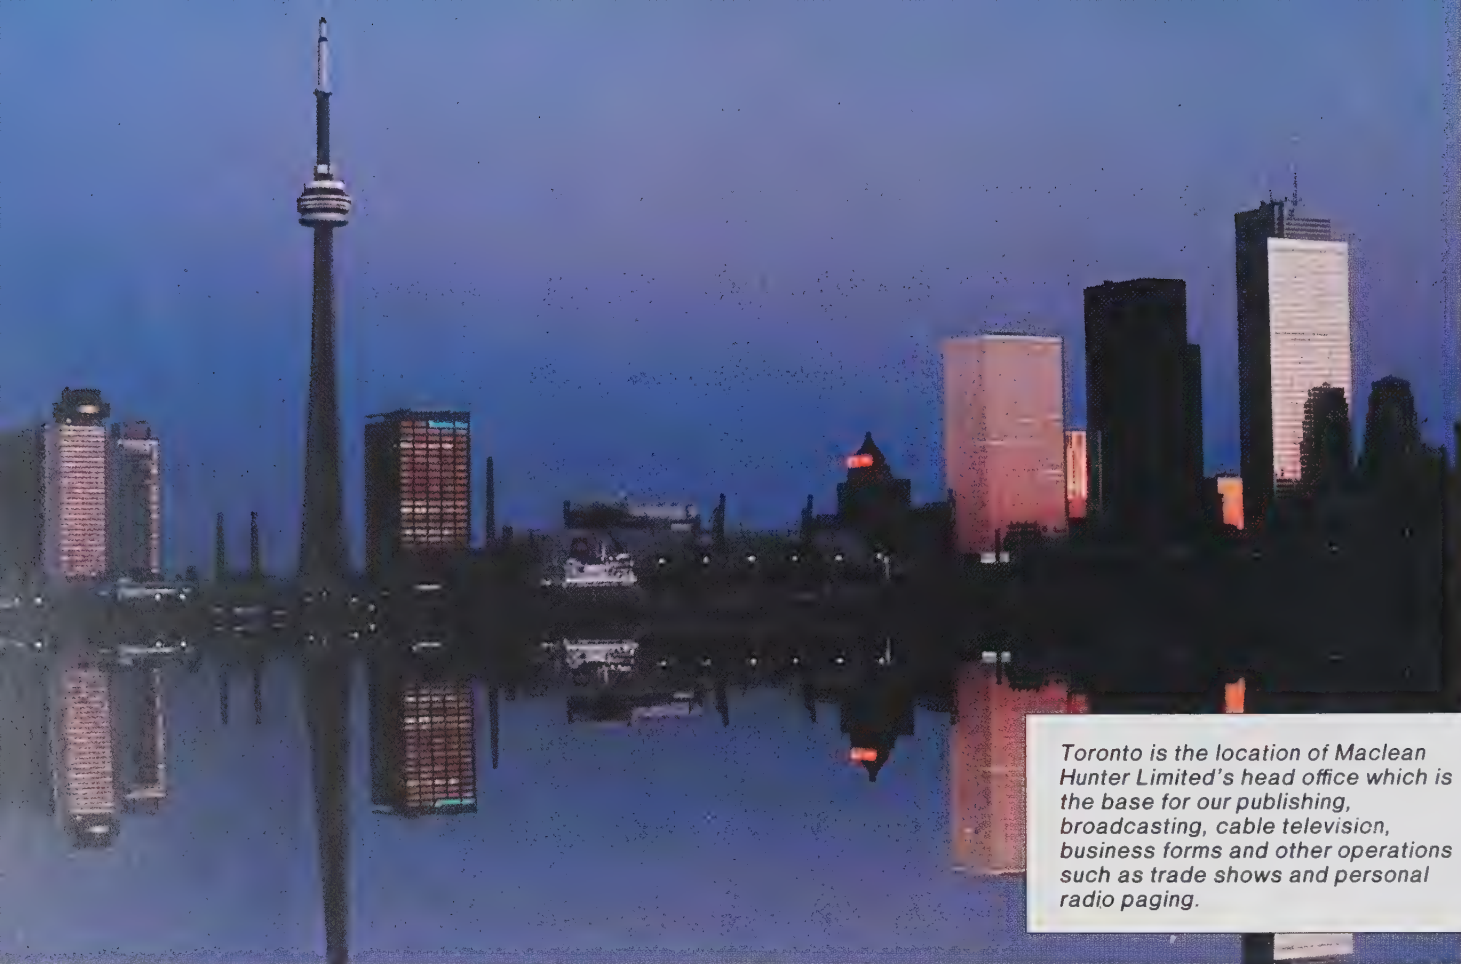 Toronto is the location of Maclean
Hunter Limited's head office which is
the base for our publishing,
broadcasting, cable television,
business forms and other operations
such as trade shows and personal
radio paging.